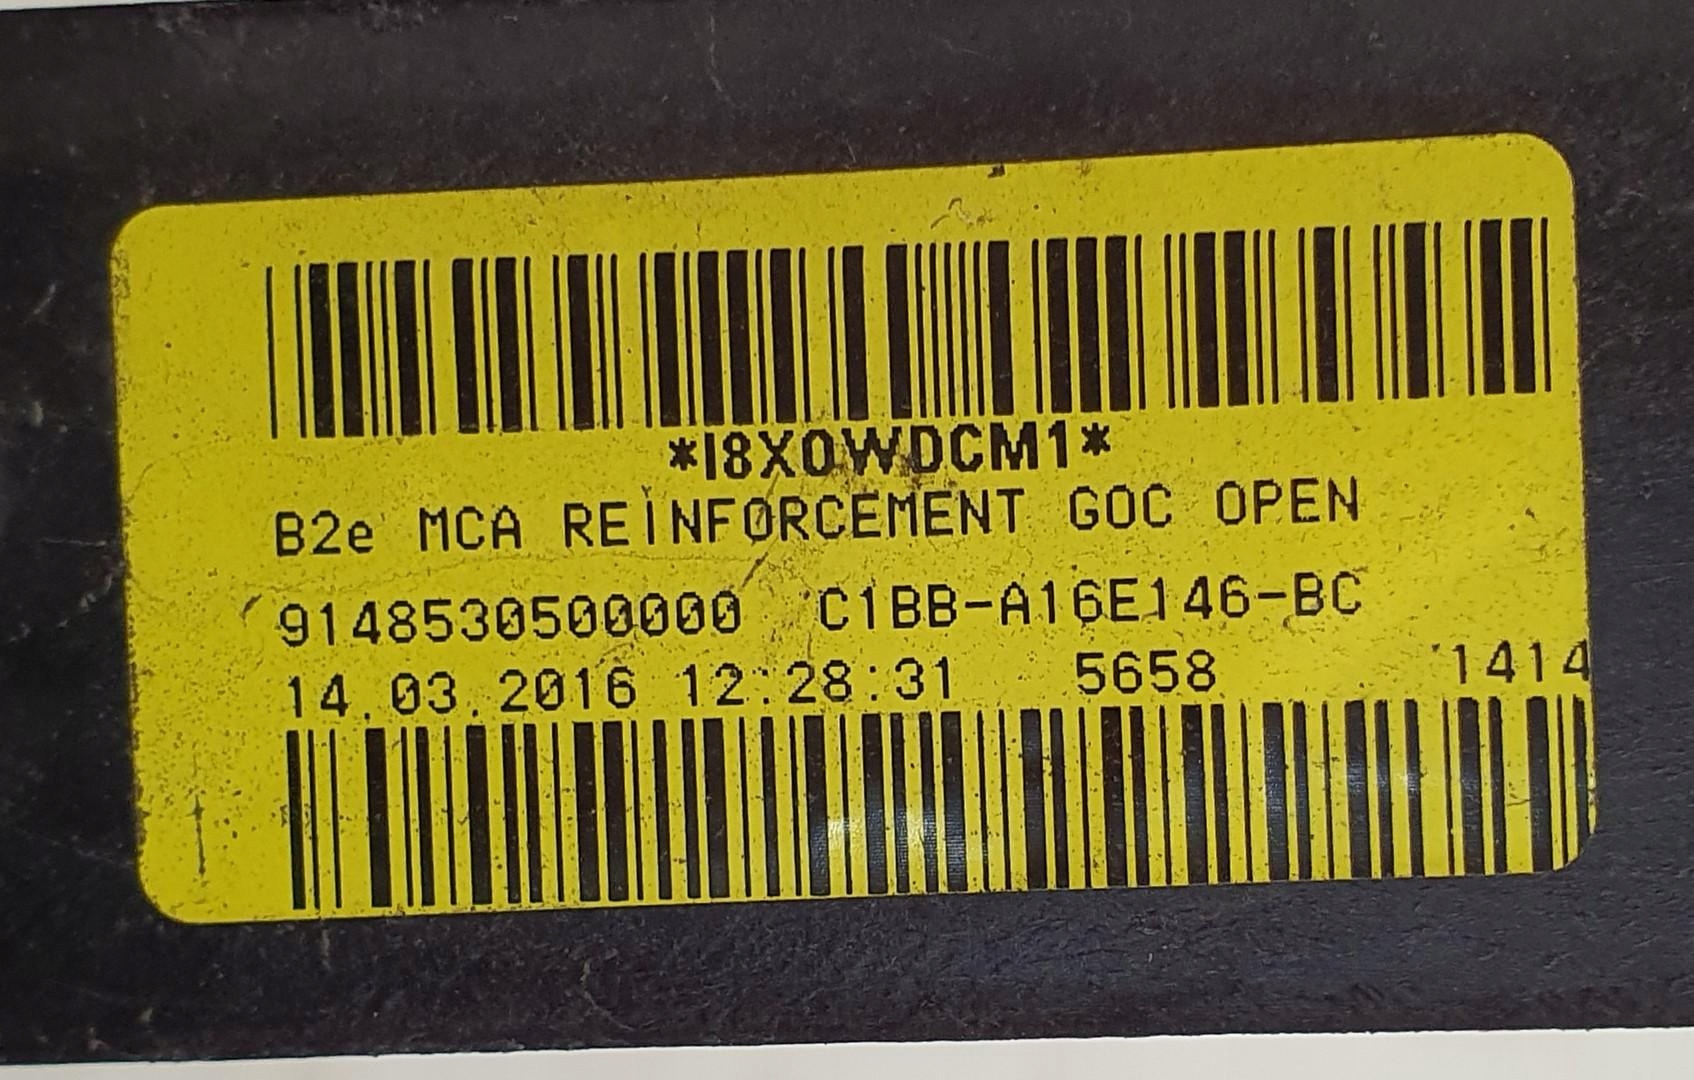 *I8X0WDCM1*
B2e MCA REINFORCEMENT GOC OPEN
9148530500000 C1BB-A16E146-BC
14.03.2016 12:28:31 5658 1414